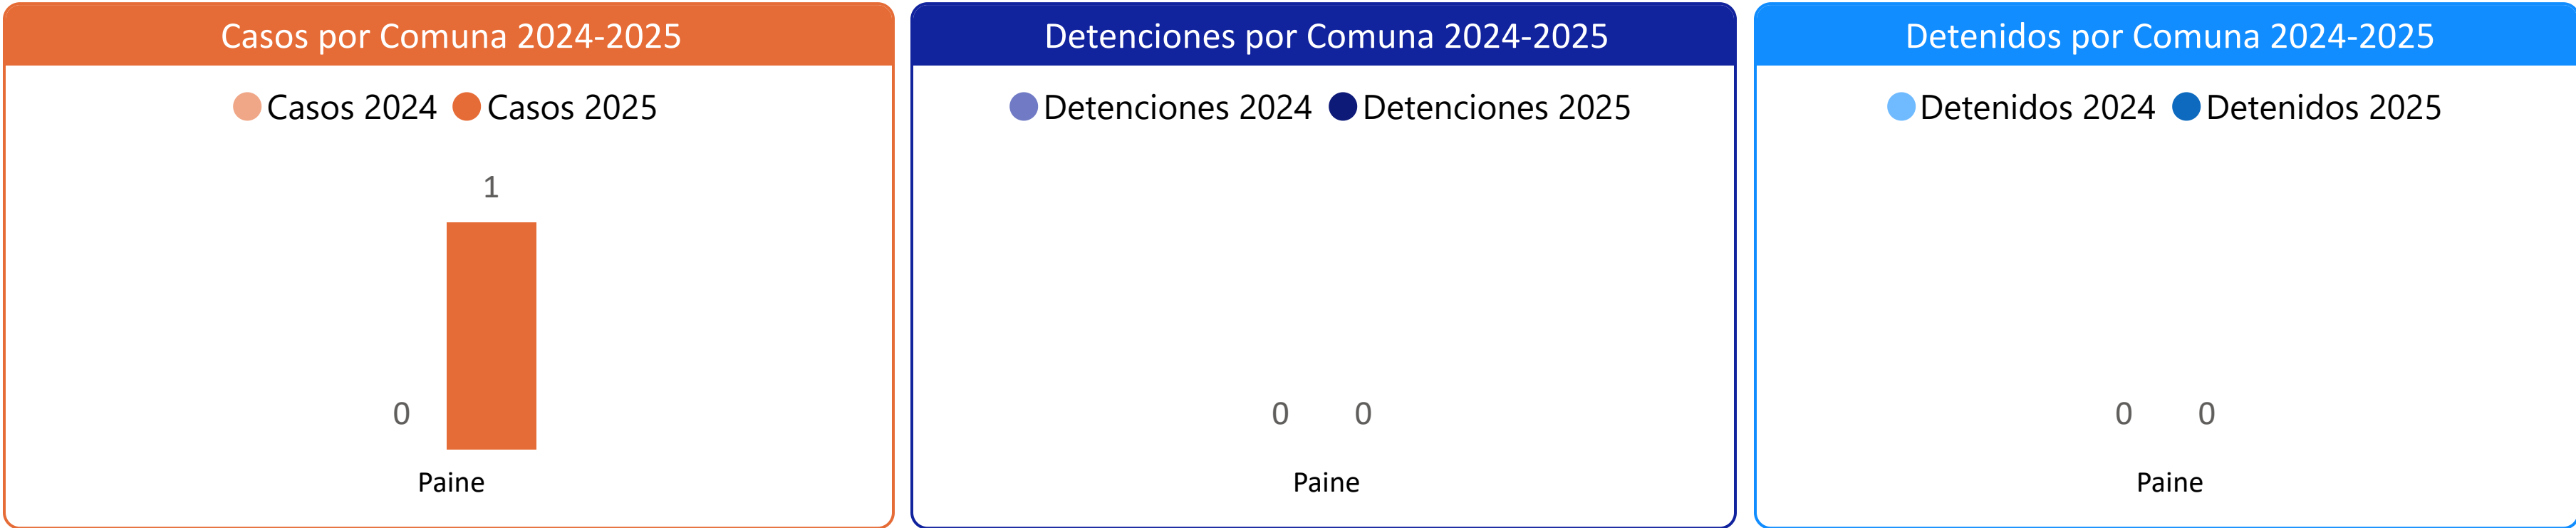 Casos por Comuna 2024-2025
Casos 2024 Casos 2025
1
0
Paine
Detenciones por Comuna 2024-2025
Detenciones 2024 Detenciones 2025
0 0
Paine
Detenidos por Comuna 2024-2025
Detenidos 2024 Detenidos 2025
0 0
Paine